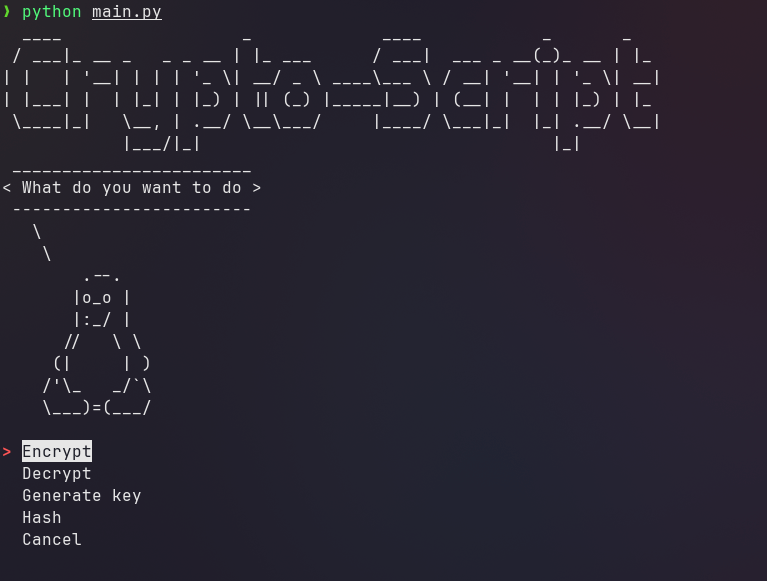 ❯ python main.py
Crypto-Script
< What do you want to do >
> Encrypt
Decrypt
Generate key
Hash
Cancel